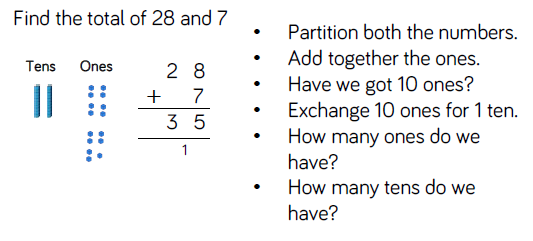 Find the total of 28 and 7
Tens Ones
2 8
+ 7
3 5
1
• Partition both the numbers.
• Add together the ones.
• Have we got 10 ones?
• Exchange 10 ones for 1 ten.
• How many ones do we
have?
• How many tens do we
have?